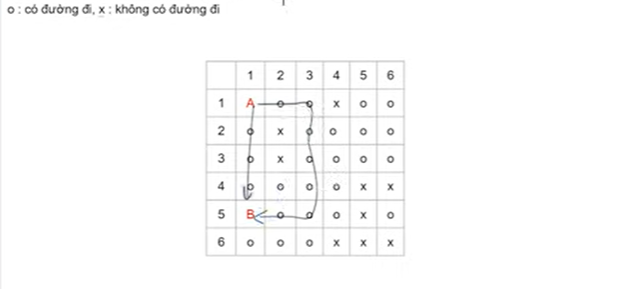 o : có đường đi, x : không có đường đi
1 2 3 4 5 6
1 A o o x o o
2 o x o o o o
3 o x o o o o
4 o o o o x x
5 B o o o x o
6 o o o x x x